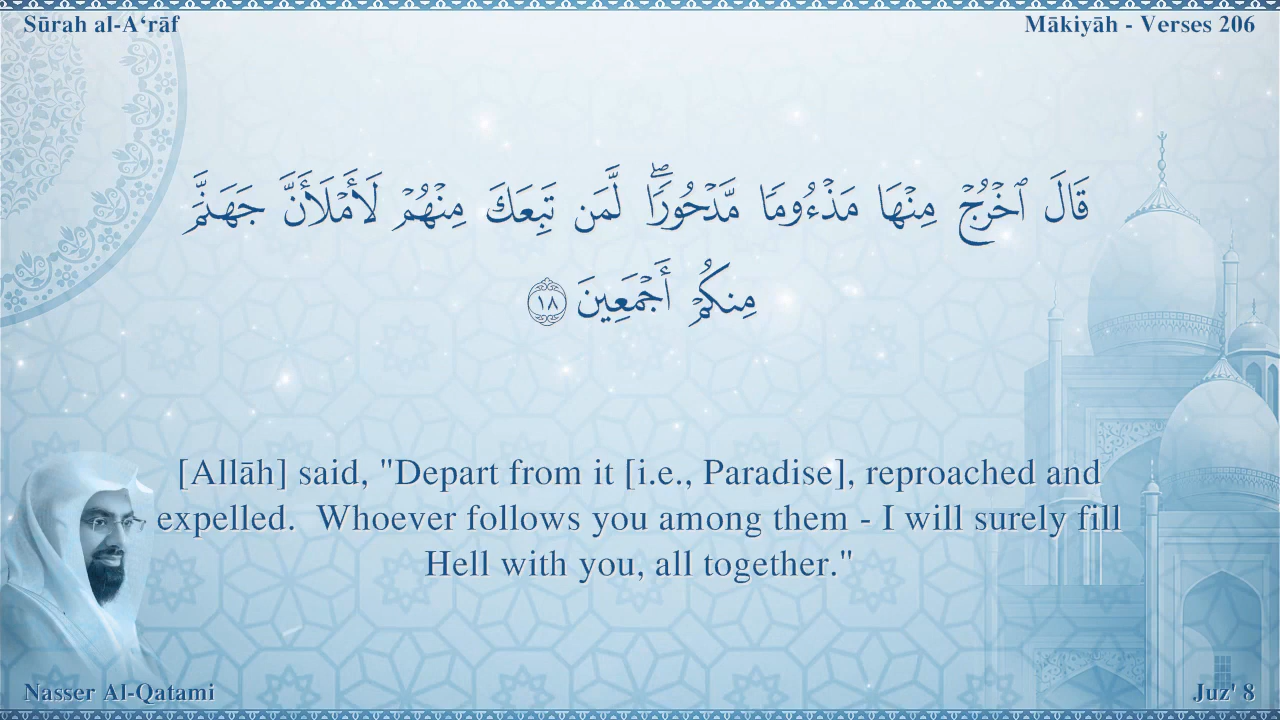 Sūrah al-A‘rāf
Mākiyāh - Verses 206
قَالَ ٱخْرُجْ مِنْهَا مَذْءُومًا مَّدْحُورًا ۖ لَّمَن تَبِعَكَ مِنْهُمْ لَأَمْلَأَنَّ جَهَنَّمَ
مِنكُمْ أَجْمَعِينَ ١٨
[Allāh] said, "Depart from it [i.e., Paradise], reproached and
expelled.  Whoever follows you among them - I will surely fill
Hell with you, all together."
Nasser Al-Qatami
Juz' 8